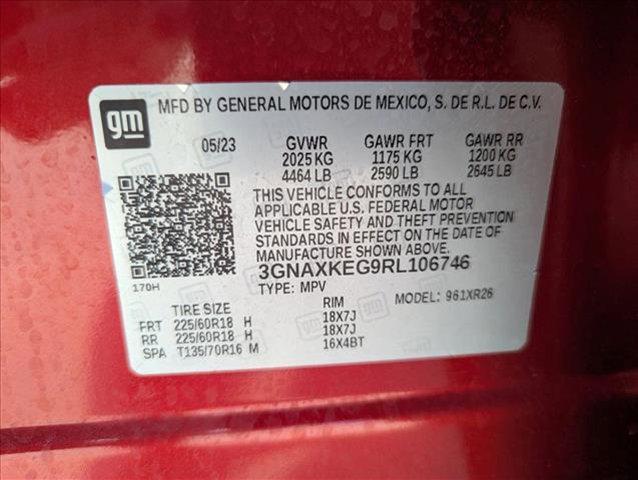 gm MFD BY GENERAL MOTORS DE MEXICO, S. DE R.L. DE C.V.
05/23 GVWR GAWR FRT GAWR RR
2025 KG 1175 KG 1200 KG
4464 LB 2590 LB 2645 LB
THIS VEHICLE CONFORMS TO ALL
APPLICABLE U.S. FEDERAL MOTOR
VEHICLE SAFETY AND THEFT PREVENTION
STANDARDS IN EFFECT ON THE DATE OF
MANUFACTURE SHOWN ABOVE.
170H 3GNAXKEG9RL106746
TYPE: MPV MODEL: 961XR26
TIRE SIZE RIM
FRT 225/60R18 H 18X7J
RR 225/60R18 H 18X7J
SPA T135/70R16 M 16X4BT